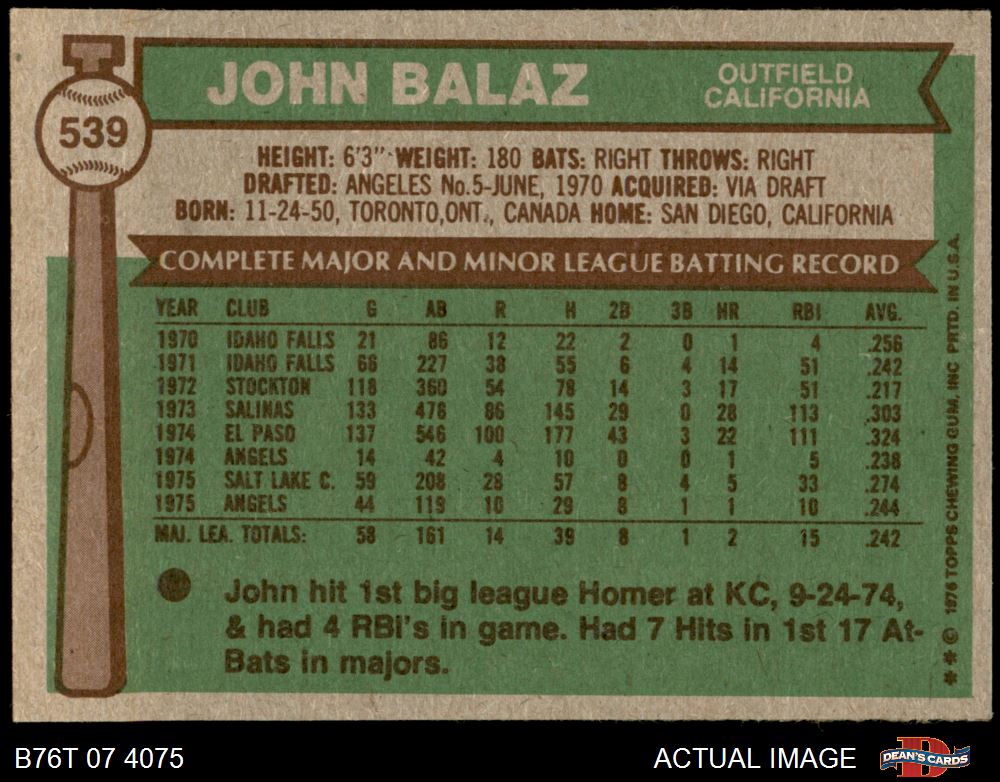 JOHN BALAZ
OUTFIELD
CALIFORNIA
539
HEIGHT: 6'3" WEIGHT: 180 BATS: RIGHT THROWS: RIGHT
DRAFTED: ANGELES No.5-JUNE, 1970 ACQUIRED: VIA DRAFT
BORN: 11-24-50, TORONTO, ONT., CANADA HOME: SAN DIEGO, CALIFORNIA
COMPLETE MAJOR AND MINOR LEAGUE BATTING RECORD
YEAR CLUB G AB R H 2B 3B HR RBI AVG.
1970 IDAHO FALLS 21 86 12 22 2 0 1 4 .256
1971 IDAHO FALLS 66 227 38 55 6 4 14 51 .242
1972 STOCKTON 118 360 54 78 14 3 17 51 .217
1973 SALINAS 133 478 86 145 29 0 28 113 .303
1974 EL PASO 137 546 100 177 43 3 22 111 .324
1974 ANGELS 14 42 4 10 0 0 1 5 .238
1975 SALT LAKE C. 59 208 28 57 8 4 5 33 .274
1975 ANGELS 44 119 10 29 8 1 1 10 .244
MAJ. LEA. TOTALS: 58 161 14 39 8 1 2 15 .242
John hit 1st big league Homer at KC, 9-24-74,
& had 4 RBI's in game. Had 7 Hits in 1st 17 At-
Bats in majors.
** © 1976 TOPPS CHEWING GUM, INC PRTD. IN U.S.A.
B76T 07 4075
ACTUAL IMAGE
DEAN'S CARDS